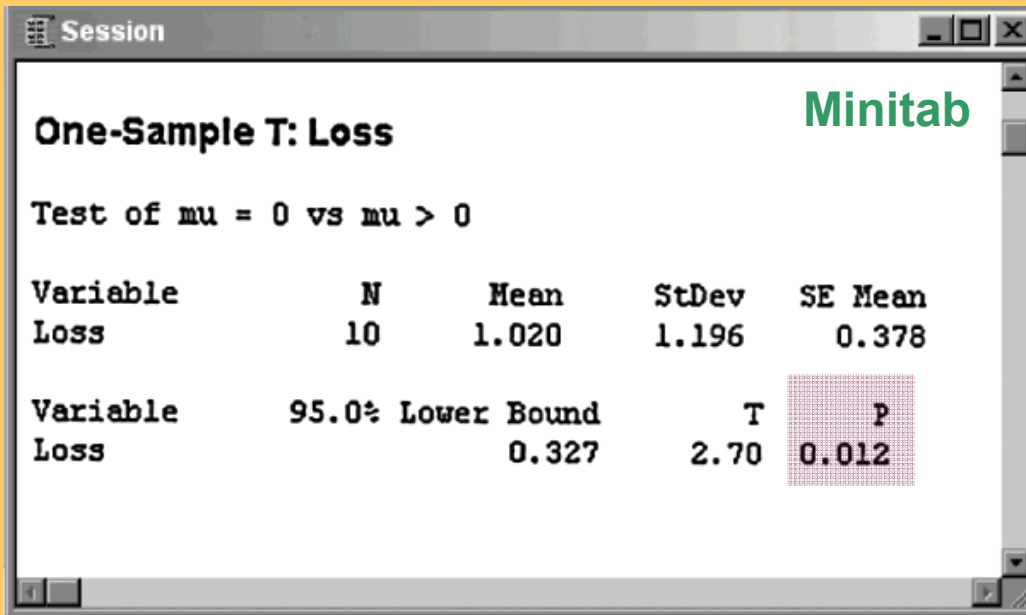 Session
Minitab
One-Sample T: Loss
Test of mu = 0 vs mu > 0
Variable N Mean StDev SE Mean
Loss 10 1.020 1.196 0.378
Variable 95.0% Lower Bound T P
Loss 0.327 2.70 0.012